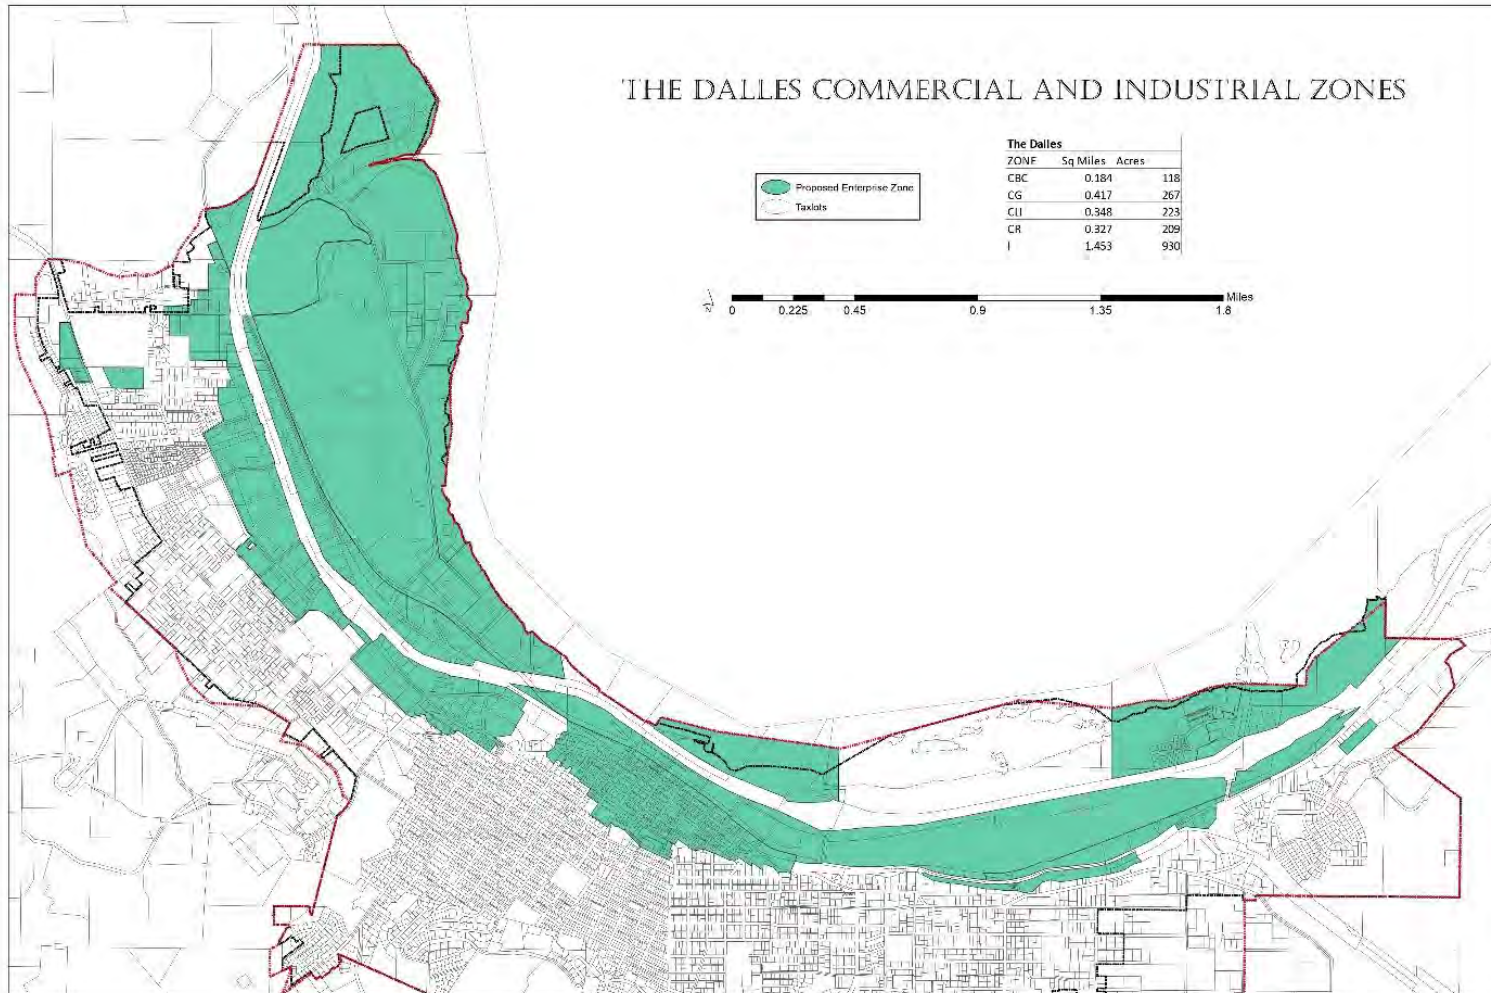 THE DALLES COMMERCIAL AND INDUSTRIAL ZONES
The Dalles
ZONE Sq Miles Acres
CBC 0.184 118
CG 0.417 267
CLI 0.348 223
CR 0.327 209
I 1.453 930
Proposed Enterprise Zone
Taxlots
Miles
0 0.225 0.45 0.9 1.35 1.8